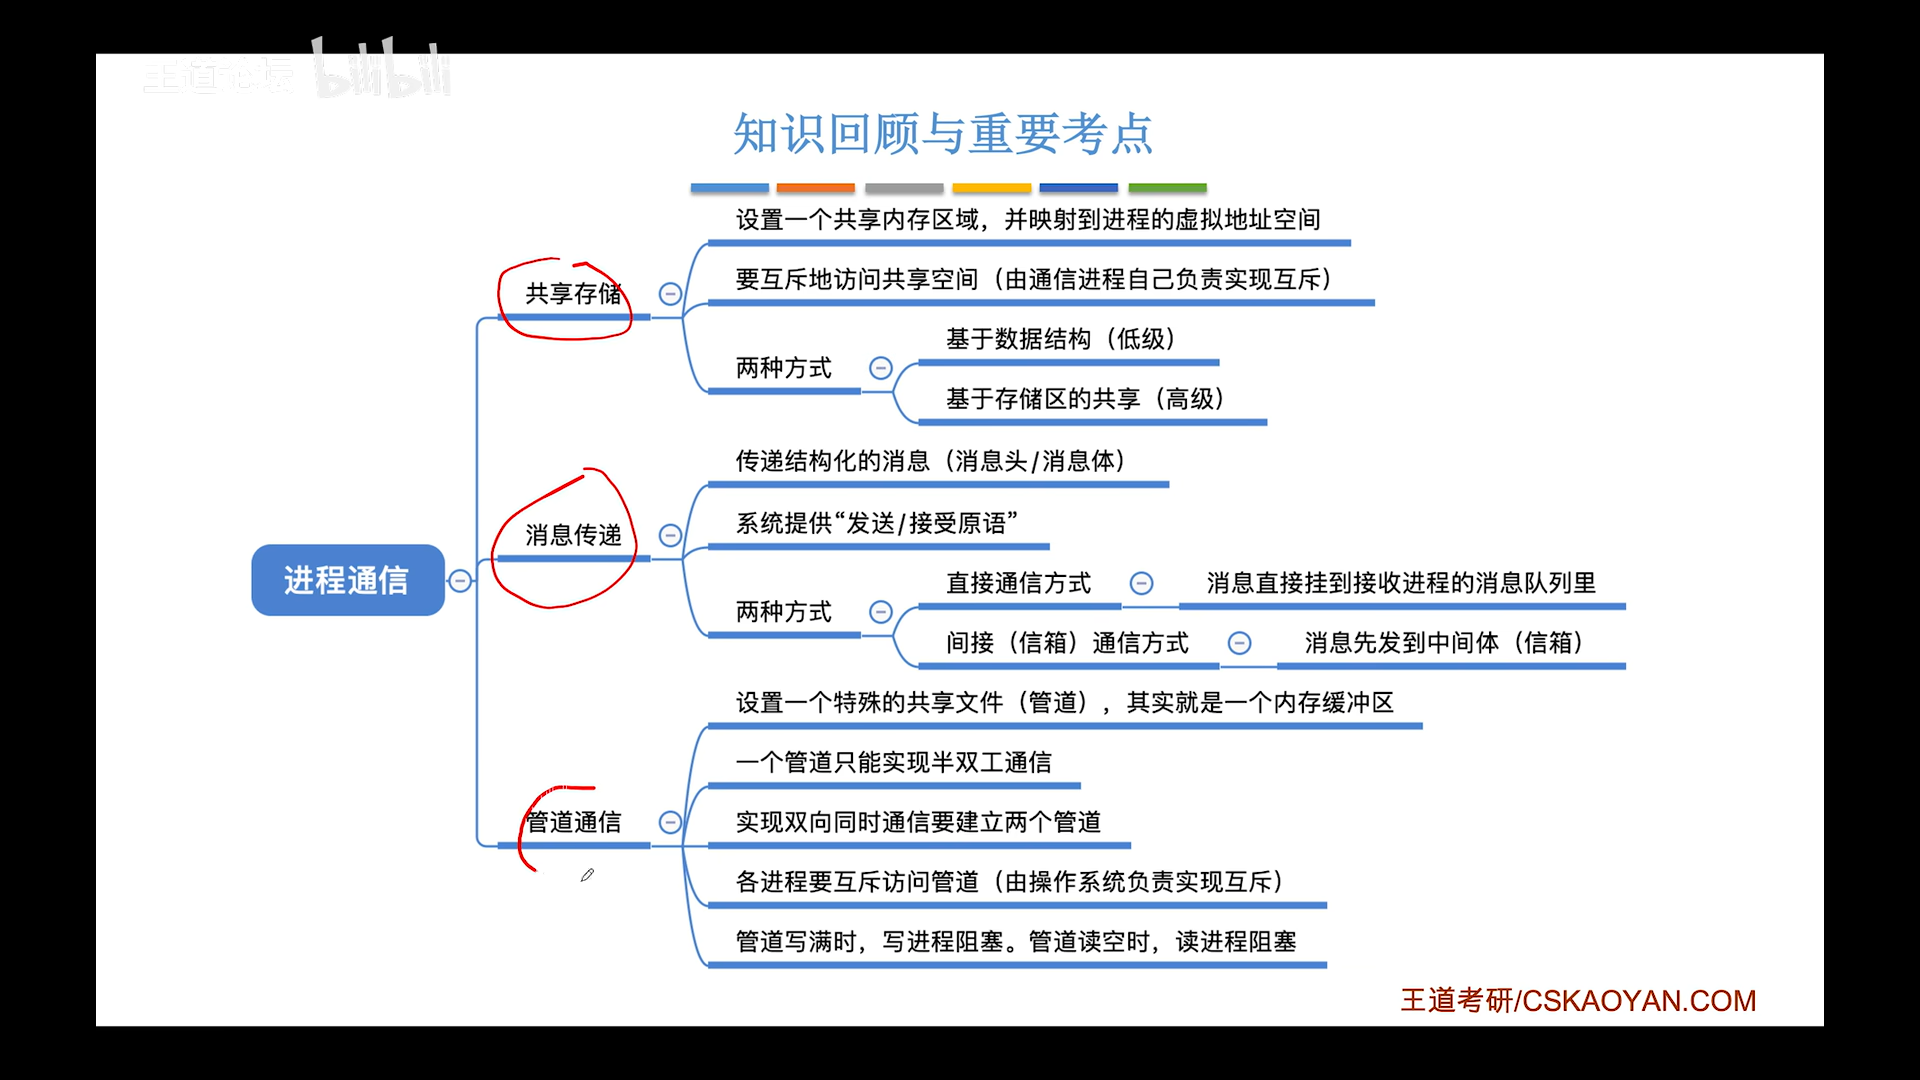 王道论坛 bilibili
知识回顾与重要考点
设置一个共享内存区域，并映射到进程的虚拟地址空间
要互斥地访问共享空间（由通信进程自己负责实现互斥）
共享存储
基于数据结构（低级）
两种方式
基于存储区的共享（高级）
传递结构化的消息（消息头/消息体）
系统提供“发送/接受原语”
消息传递
直接通信方式
消息直接挂到接收进程的消息队列里
两种方式
间接（信箱）通信方式
消息先发到中间体（信箱）
进程通信
设置一个特殊的共享文件（管道），其实就是一个内存缓冲区
一个管道只能实现半双工通信
管道通信
实现双向同时通信要建立两个管道
各进程要互斥访问管道（由操作系统负责实现互斥）
管道写满时，写进程阻塞。管道读空时，读进程阻塞
王道考研/CSKAOYAN.COM